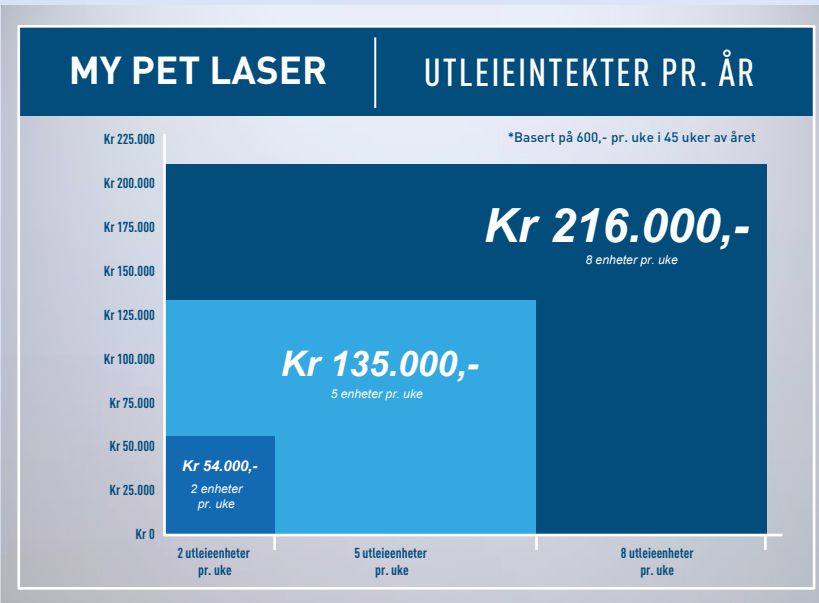 MY PET LASER
UTLEIEINTEKTER PR. ÅR
*Basert på 600,- pr. uke i 45 uker av året
Kr 225.000
Kr 200.000
Kr 175.000
Kr 150.000
Kr 125.000
Kr 100.000
Kr 75.000
Kr 50.000
Kr 25.000
Kr 0
Kr 216.000,-
8 enheter pr. uke
Kr 135.000,-
5 enheter pr. uke
Kr 54.000,-
2 enheter
pr. uke
2 utleieenheter
pr. uke
5 utleieenheter
pr. uke
8 utleieenheter
pr. uke